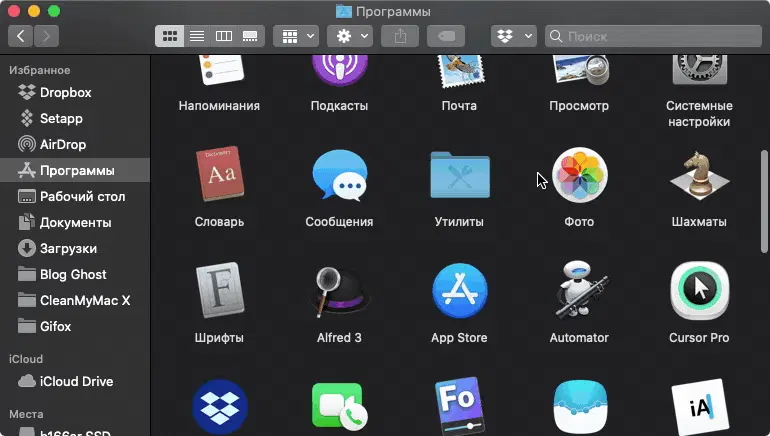 Программы
Поиск
Избранное
Dropbox
Setapp
AirDrop
Программы
Рабочий стол
Документы
Загрузки
Blog Ghost
CleanMyMac X
Gifox
iCloud
iCloud Drive
Места
Напоминания
Подкасты
Почта
Просмотр
Системные
настройки
Dictionary
Aa
Словарь
Сообщения
Утилиты
Фото
Шахматы
F
Шрифты
Alfred 3
App Store
Automator
Cursor Pro
Fo
iA